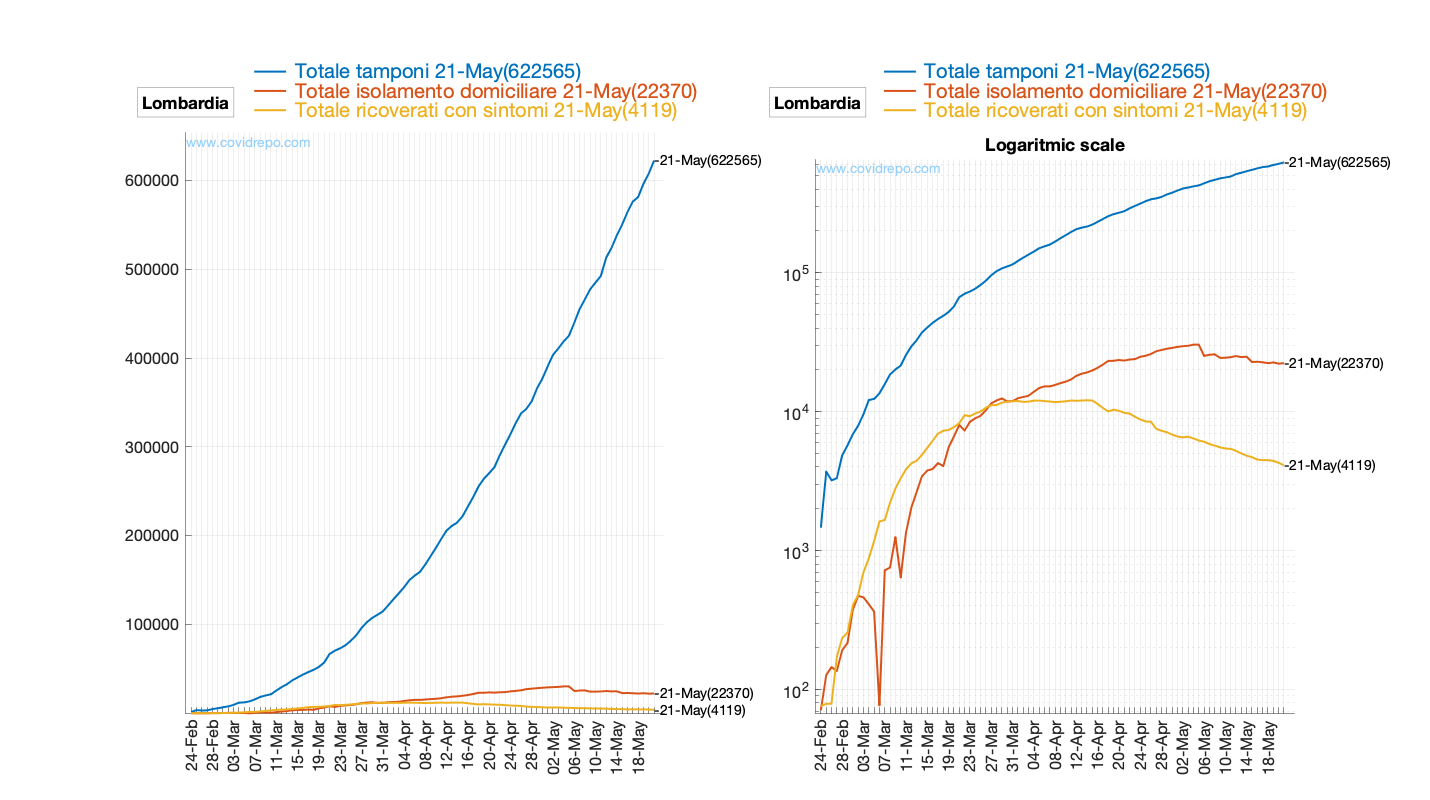 Totale tamponi 21-May(622565)
Totale isolamento domiciliare 21-May(22370)
Totale ricoverati con sintomi 21-May(4119)
Lombardia
www.covidrepo.com
21-May(622565)
600000
500000
400000
300000
200000
100000
21-May(22370)
21-May(4119)
24-Feb
28-Feb
03-Mar
07-Mar
11-Mar
15-Mar
19-Mar
23-Mar
27-Mar
31-Mar
04-Apr
08-Apr
12-Apr
16-Apr
20-Apr
24-Apr
28-Apr
02-May
06-May
10-May
14-May
18-May
Totale tamponi 21-May(622565)
Totale isolamento domiciliare 21-May(22370)
Totale ricoverati con sintomi 21-May(4119)
Lombardia
Logaritmic scale
www.covidrepo.com
21-May(622565)
10^5
21-May(22370)
10^4
21-May(4119)
10^3
10^2
24-Feb
28-Feb
03-Mar
07-Mar
11-Mar
15-Mar
19-Mar
23-Mar
27-Mar
31-Mar
04-Apr
08-Apr
12-Apr
16-Apr
20-Apr
24-Apr
28-Apr
02-May
06-May
10-May
14-May
18-May